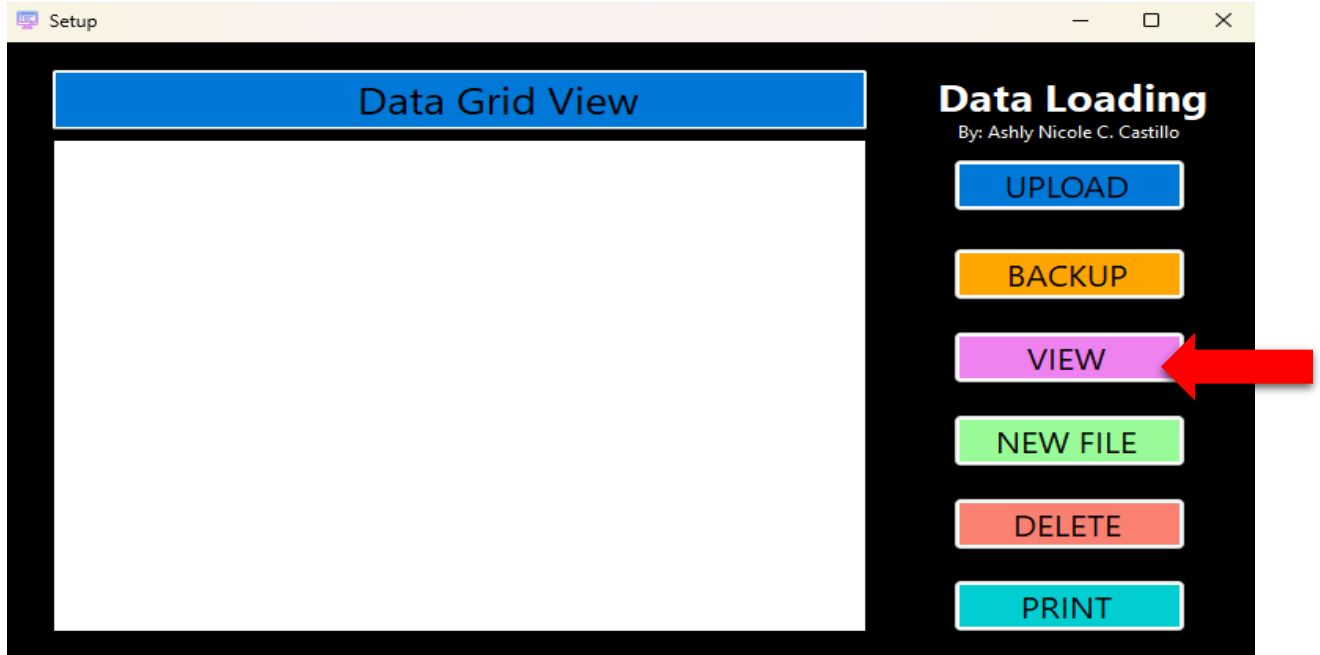 Setup
Data Grid View
Data Loading
By: Ashly Nicole C. Castillo
UPLOAD
BACKUP
VIEW
NEW FILE
DELETE
PRINT